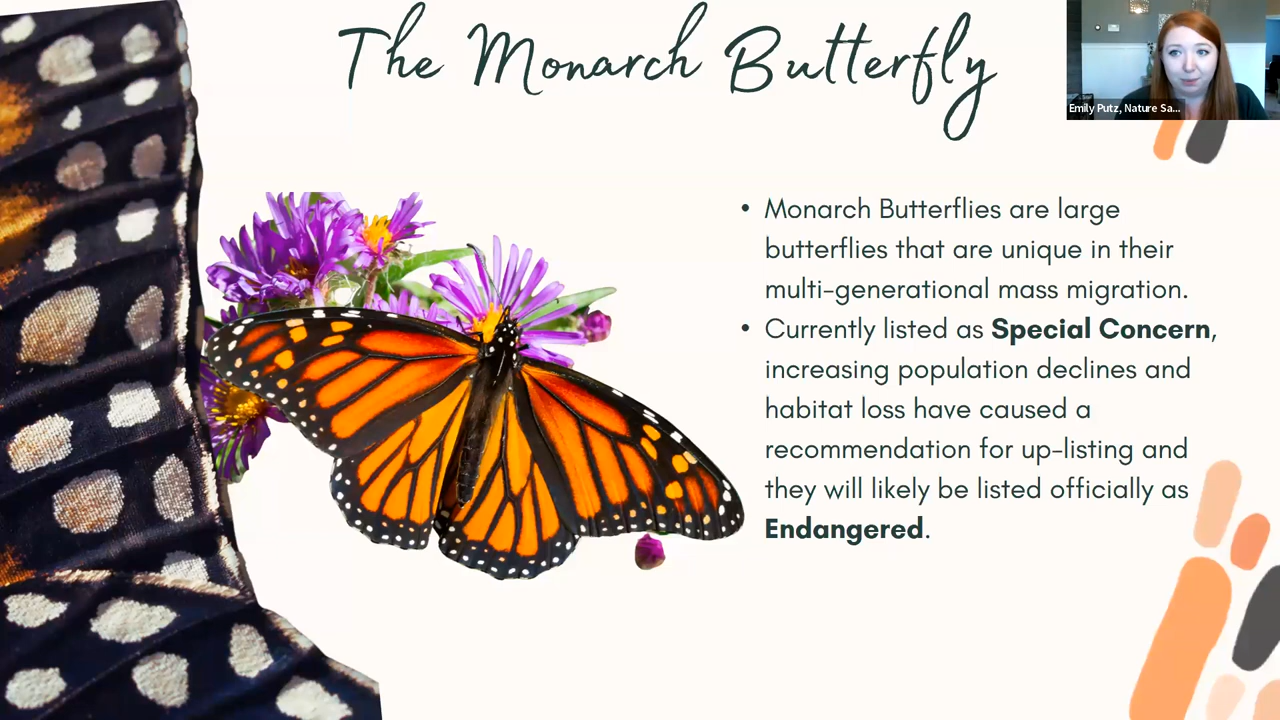 The Monarch Butterfly
Emily Putz, Nature Sa...
• Monarch Butterflies are large
butterflies that are unique in their
multi-generational mass migration.
• Currently listed as Special Concern,
increasing population declines and
habitat loss have caused a
recommendation for up-listing and
they will likely be listed officially as
Endangered.